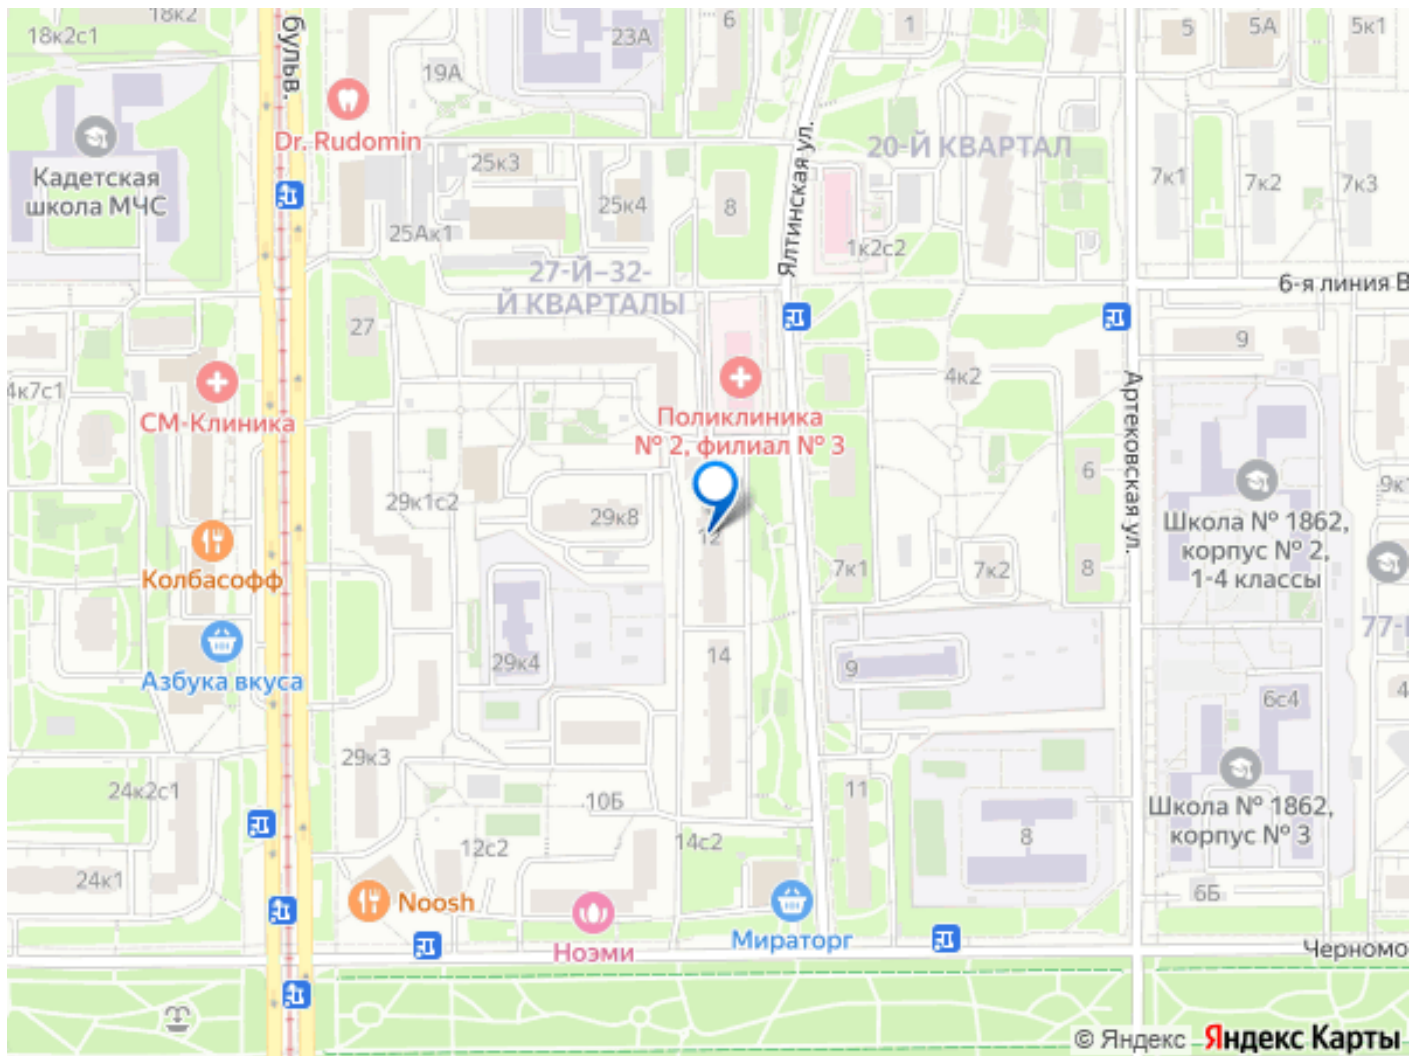 18к2с1
18к2
бульв.
6
23А
1
5
5А
5к1
19А
Dr. Rudomin
Ялтинская ул.
20-Й КВАРТАЛ
Кадетская
школа МЧС
25к3
25к4
8
7к1
7к2
7к3
25Ак1
1к2с2
27-Й–32-
Й КВАРТАЛЫ
6-я линия В
27
9
4к7с1
СМ-Клиника
Поликлиника
№ 2, филиал № 3
4к2
Артековская ул.
29к1с2
29к8
12
6
9к1
Школа № 1862,
корпус № 2,
1-4 классы
Колбасофф
7к1
7к2
8
77-
Азбука вкуса
29к4
14
9
6с4
4
29к3
24к2с1
10Б
11
Школа № 1862,
корпус № 3
12с2
14с2
8
24к1
6Б
Noosh
Ноэми
Мираторг
Черномо
© Яндекс Яндекс Карты